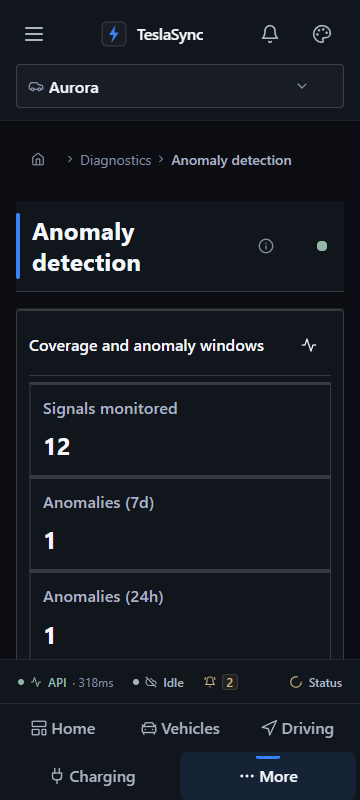 TeslaSync
Aurora
Diagnostics Anomaly detection
Anomaly
detection
Coverage and anomaly windows
Signals monitored
12
Anomalies (7d)
1
Anomalies (24h)
1
API · 318ms Idle 2 Status
Home Vehicles Driving
Charging More